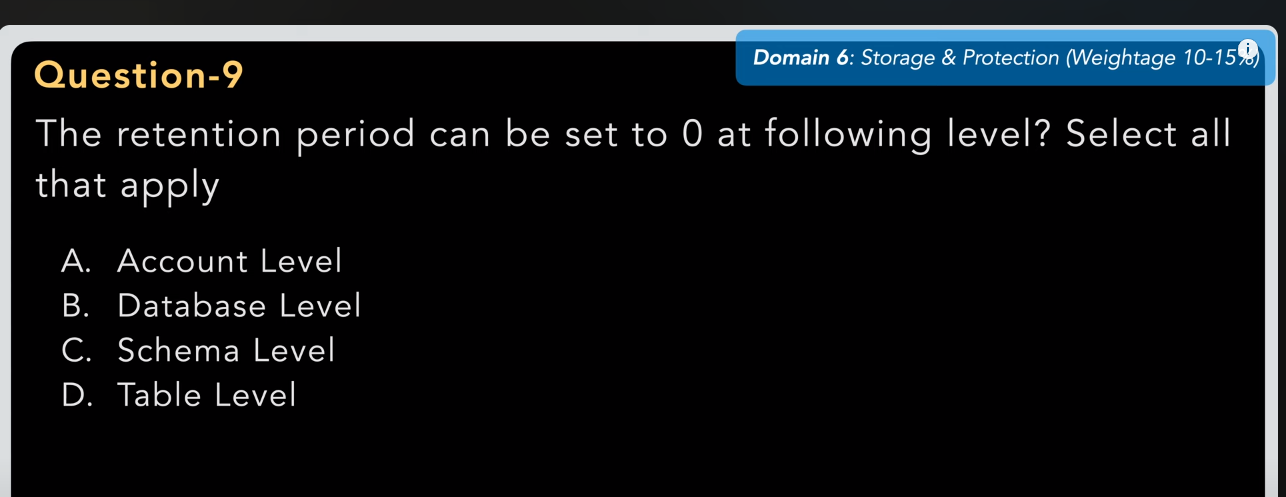 Domain 6: Storage & Protection (Weightage 10-15%)
Question-9
The retention period can be set to 0 at following level? Select all
that apply
A. Account Level
B. Database Level
C. Schema Level
D. Table Level